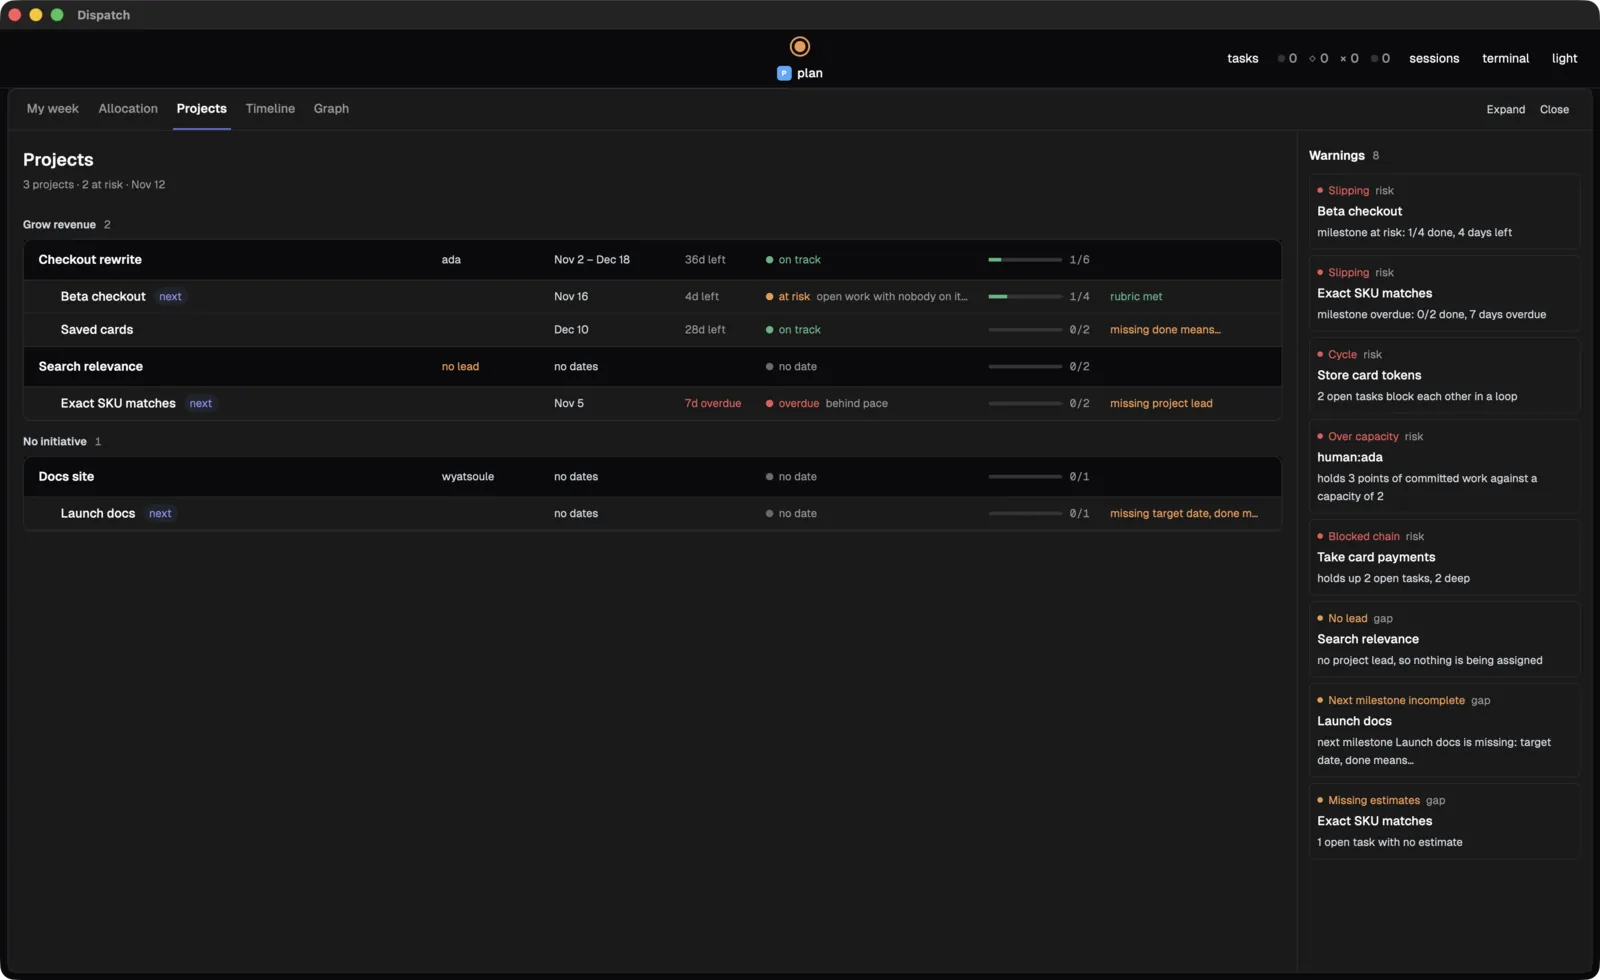 Dispatch
P plan
tasks 0 0 × 0 0 sessions terminal light
My week Allocation Projects Timeline Graph
Expand Close
Projects
3 projects · 2 at risk · Nov 12
Grow revenue 2
Checkout rewrite ada Nov 2 – Dec 18 36d left on track 1/6
Beta checkout next Nov 16 4d left at risk open work with nobody on it... 1/4 rubric met
Saved cards Dec 10 28d left on track 0/2 missing done means...
Search relevance no lead no dates no date 0/2
Exact SKU matches next Nov 5 7d overdue overdue behind pace 0/2 missing project lead
No initiative 1
Docs site wyatsoule no dates no date 0/1
Launch docs next no dates no date 0/1 missing target date, done m...
Warnings 8
Slipping risk
Beta checkout
milestone at risk: 1/4 done, 4 days left
Slipping risk
Exact SKU matches
milestone overdue: 0/2 done, 7 days overdue
Cycle risk
Store card tokens
2 open tasks block each other in a loop
Over capacity risk
human:ada
holds 3 points of committed work against a
capacity of 2
Blocked chain risk
Take card payments
holds up 2 open tasks, 2 deep
No lead gap
Search relevance
no project lead, so nothing is being assigned
Next milestone incomplete gap
Launch docs
next milestone Launch docs is missing: target
date, done means...
Missing estimates gap
Exact SKU matches
1 open task with no estimate